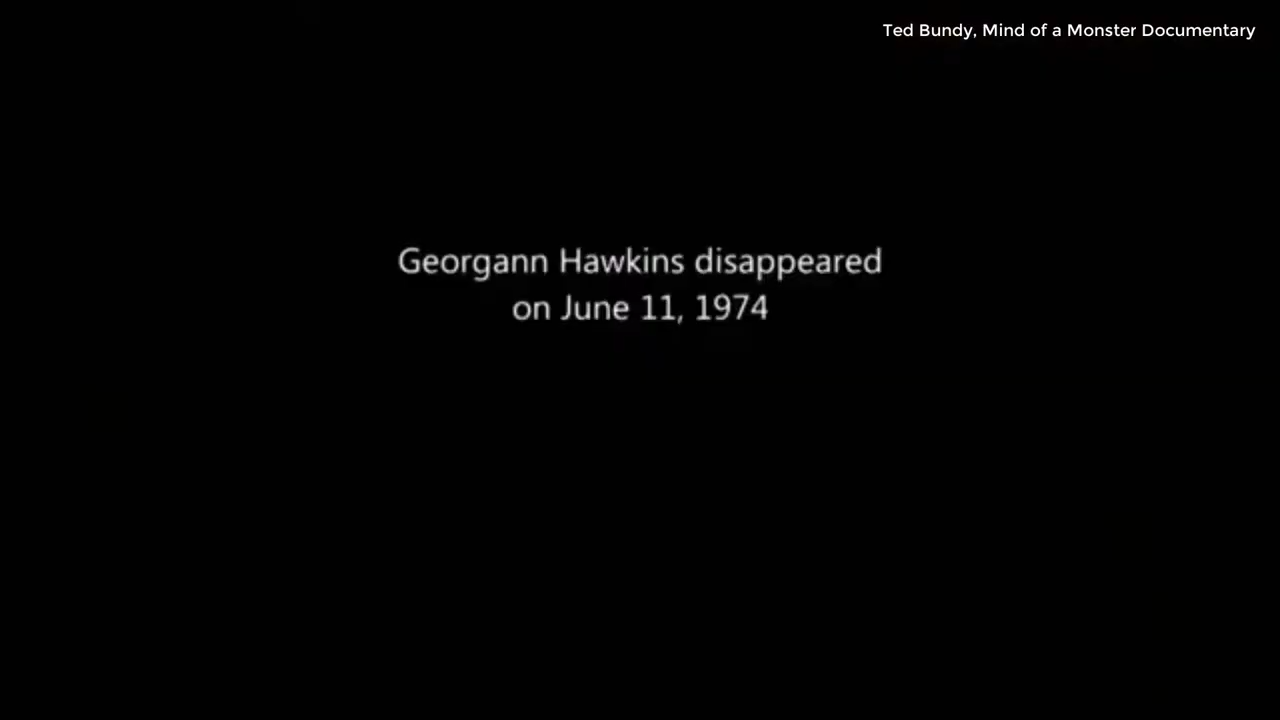 Ted Bundy, Mind of a Monster Documentary
Georgann Hawkins disappeared
on June 11, 1974